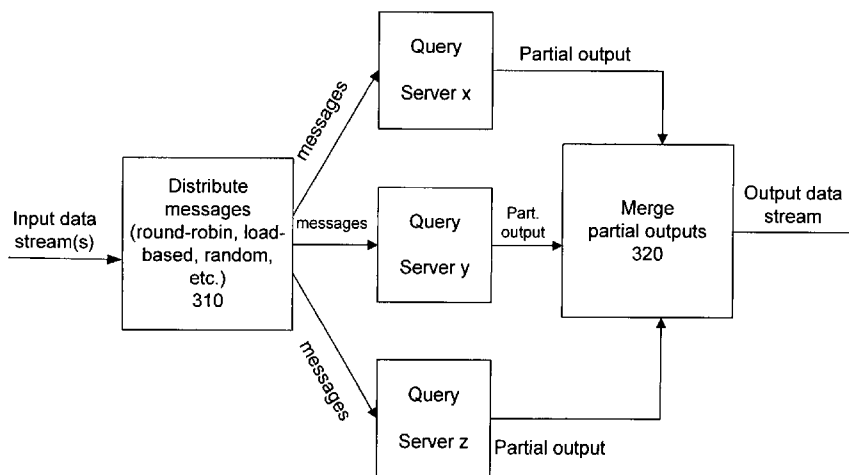 Input data
stream(s)
Distribute
messages
(round-robin, load-
based, random,
etc.)
310
messages
messages
messages
Query
Server x
Query
Server y
Query
Server z
Partial output
Part.
output
Partial output
Merge
partial outputs
320
Output data
stream